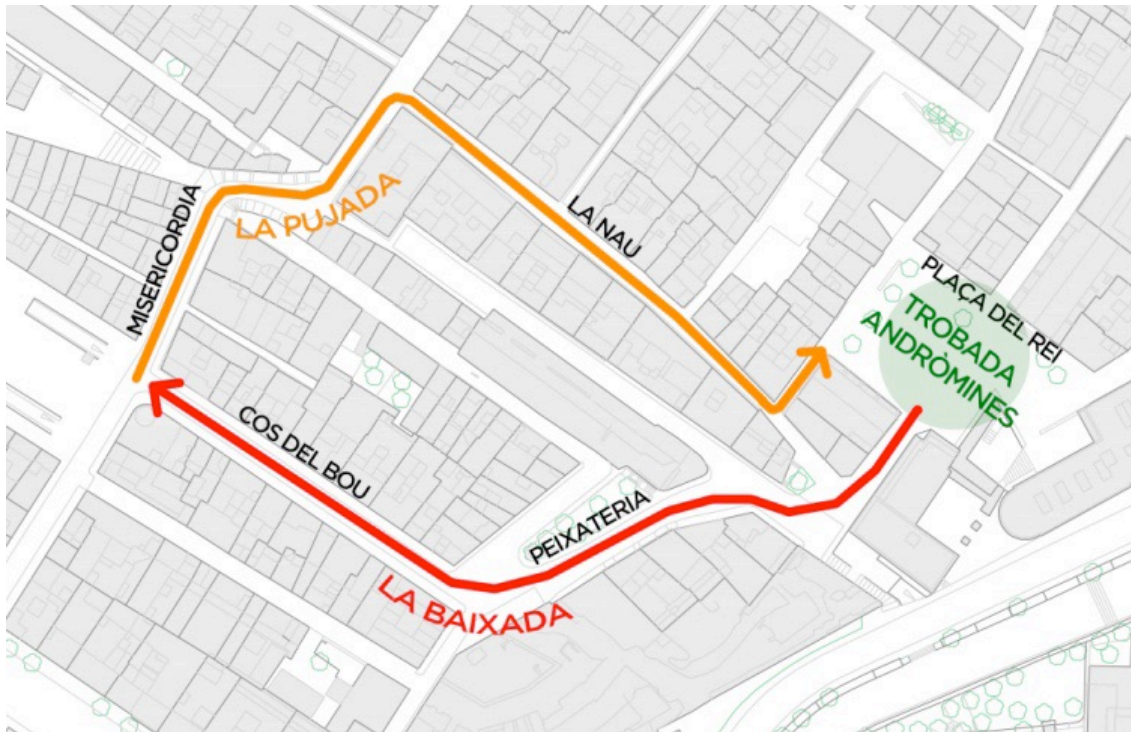 MISERICORDIA
LA PUJADA
LA NAU
PLAÇA DEL REI
TROBADA
ANDRÒMINES
COS DEL BOU
PEIXATERIA
LA BAIXADA